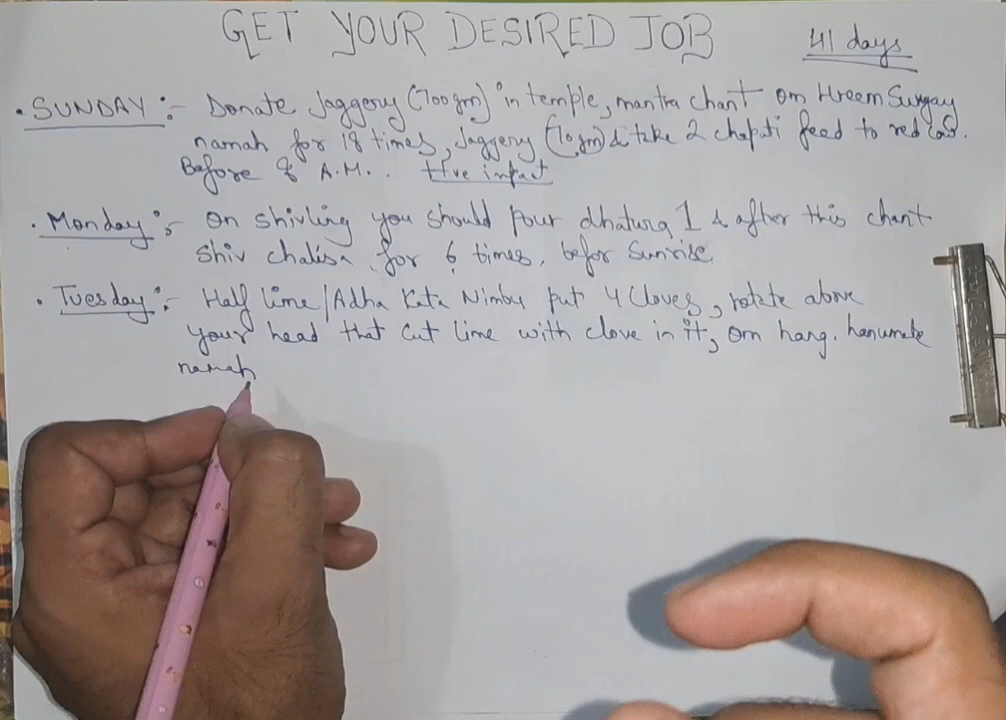 GET YOUR DESIRED JOB
41 days
• SUNDAY :- Donate Jaggery (700 gm) in temple, mantra chant om Hreem Suryay
namah for 18 times, Jaggery (10 gm) & take 2 chapati feed to red cow.
Before 8 A.M.. +tve impact
• Monday :- On shivling you should pour dhatura 1 & after this chant
Shiv chalisa for 6 times, befor Sunrise
• Tuesday :- Half lime/Adha Kata Nimbu put 4 Cloves, rotate above
your head that cut lime with clove in it, om hang. hanumate
namah